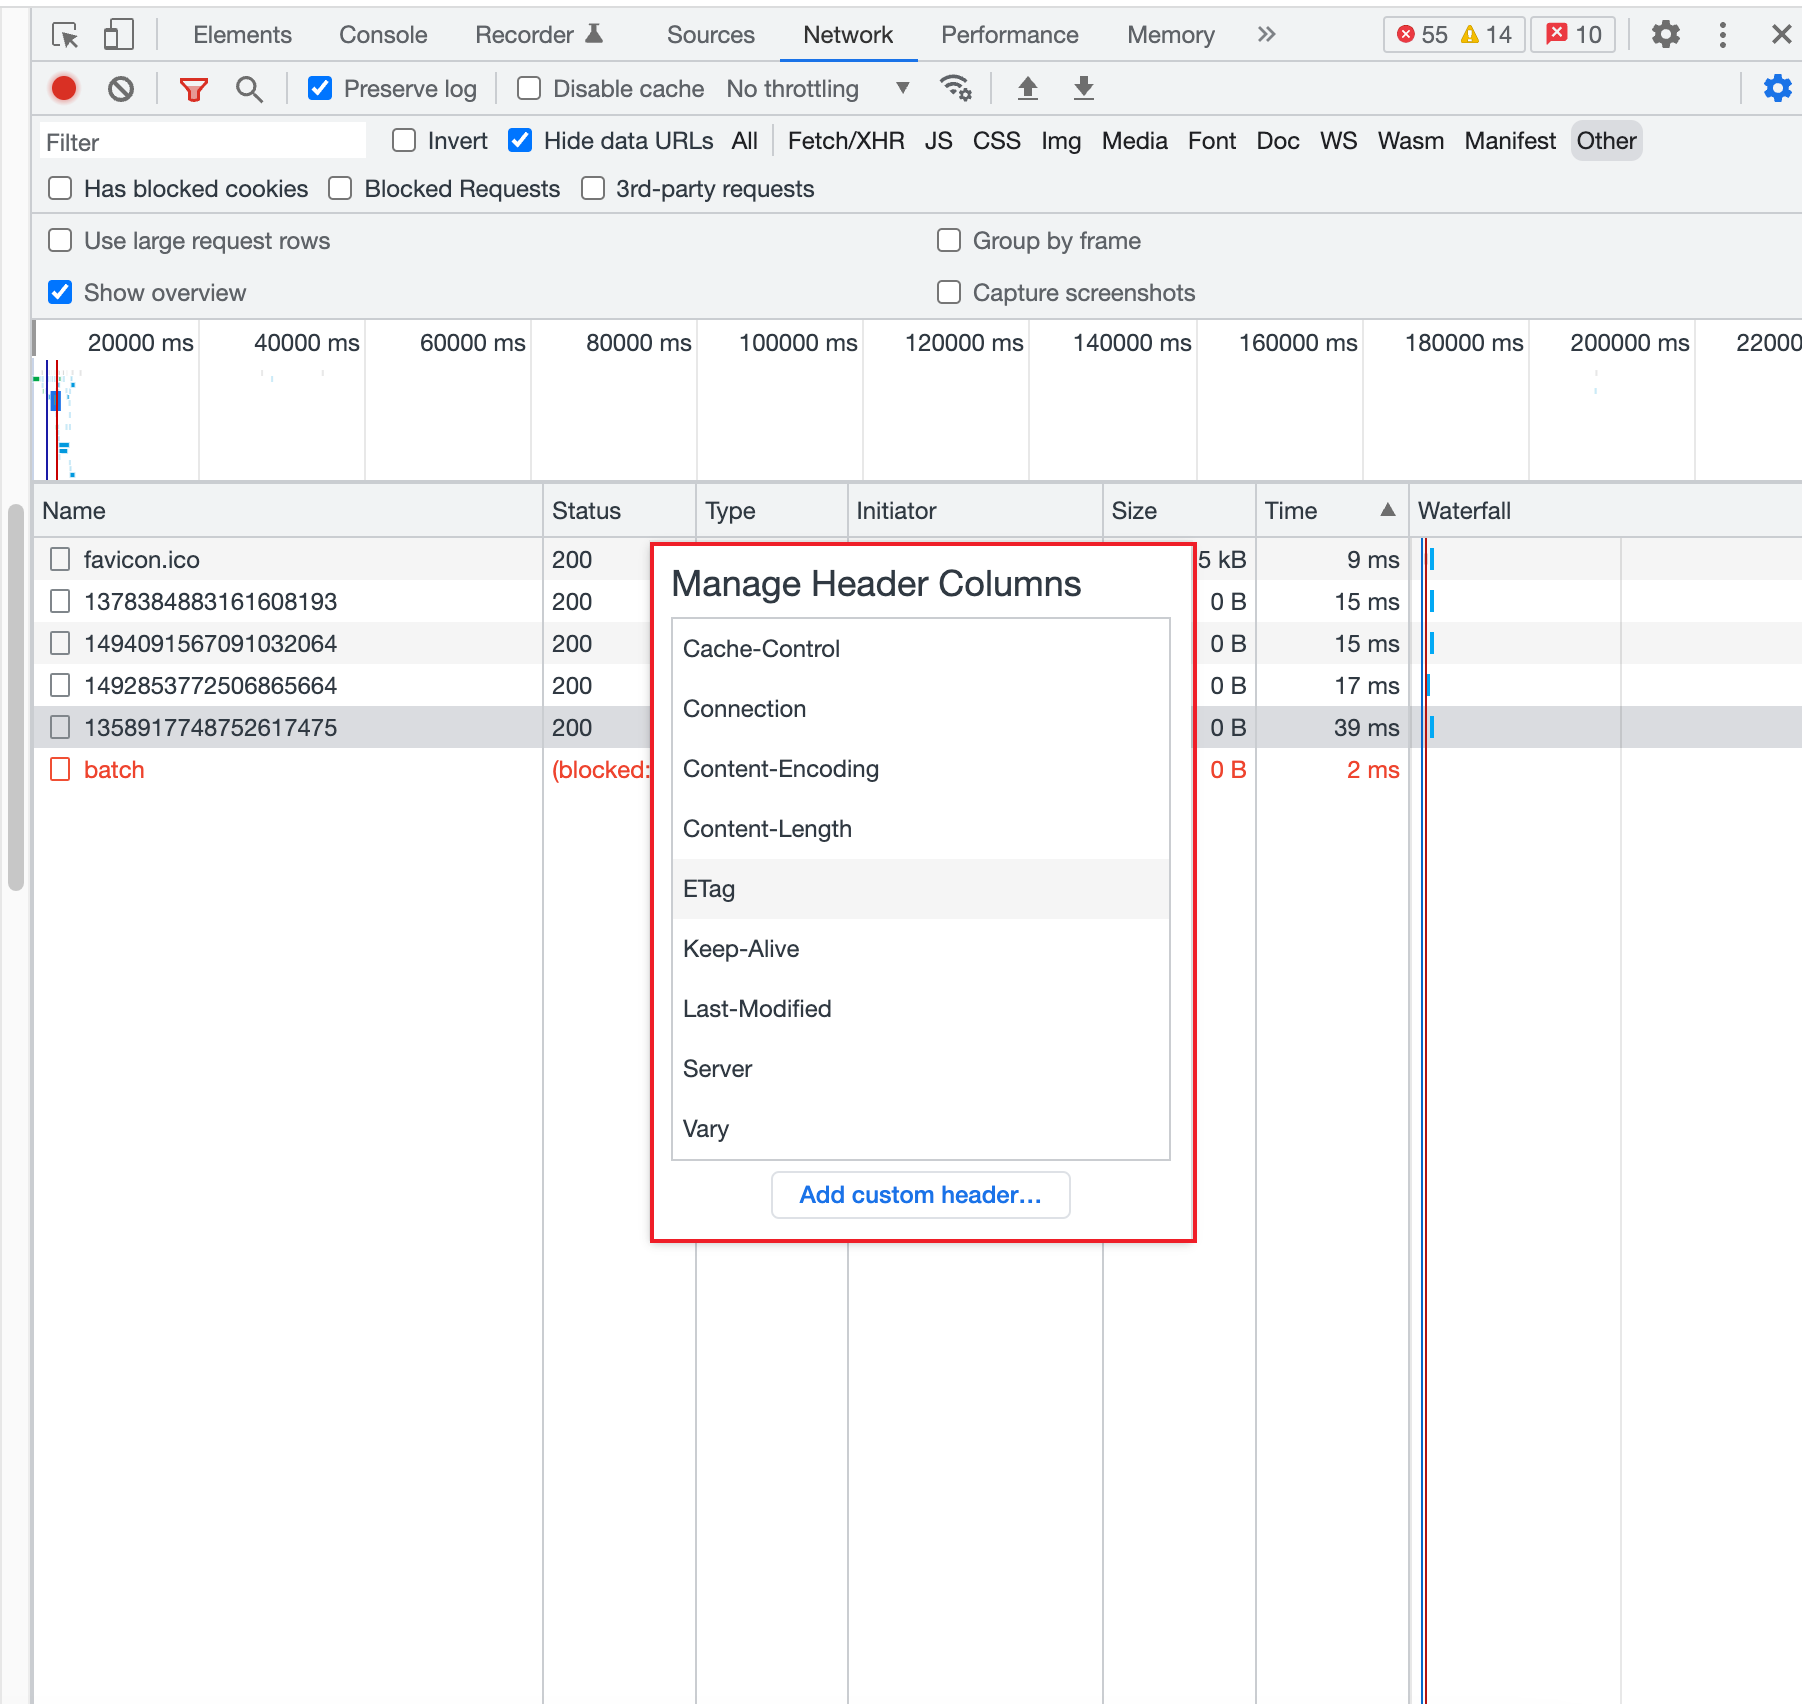 Elements Console Recorder Sources Network Performance Memory 55 14 10
Preserve log Disable cache No throttling
Filter Invert Hide data URLs All Fetch/XHR JS CSS Img Media Font Doc WS Wasm Manifest Other
Has blocked cookies Blocked Requests 3rd-party requests
Use large request rows Group by frame
Show overview Capture screenshots
20000 ms 40000 ms 60000 ms 80000 ms 100000 ms 120000 ms 140000 ms 160000 ms 180000 ms 200000 ms 22000
Name Status Type Initiator Size Time Waterfall
favicon.ico 200 5 kB 9 ms
1378384883161608193 200 0 B 15 ms
1494091567091032064 200 0 B 15 ms
1492853772506865664 200 0 B 17 ms
1358917748752617475 200 0 B 39 ms
batch (blocked: 0 B 2 ms
Manage Header Columns
Cache-Control
Connection
Content-Encoding
Content-Length
ETag
Keep-Alive
Last-Modified
Server
Vary
Add custom header…